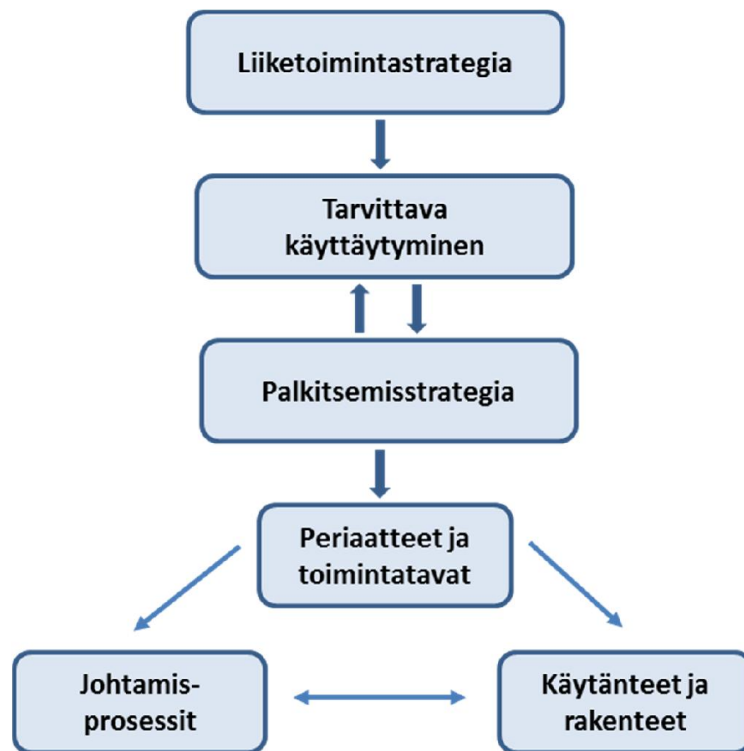 Liiketoimintastrategia
Tarvittava
käyttäytyminen
Palkitsemisstrategia
Periaatteet ja
toimintatavat
Johtamis-
prosessit
Käytänteet ja
rakenteet